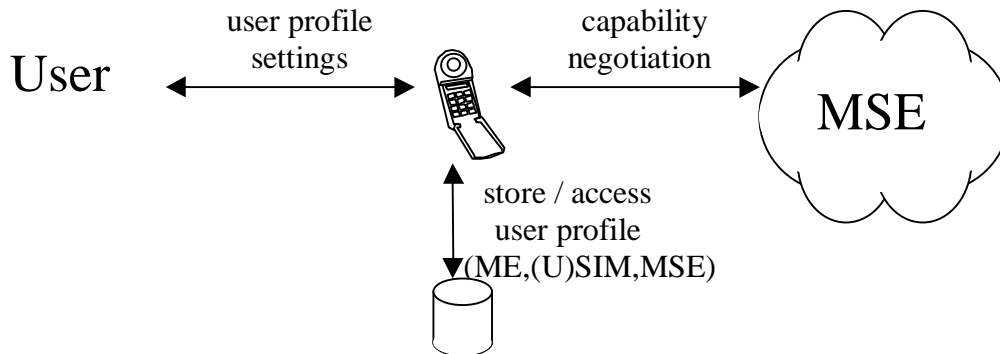 user profile
settings
capability
negotiation
User
MSE
store / access
user profile
(ME,(U)SIM,MSE)